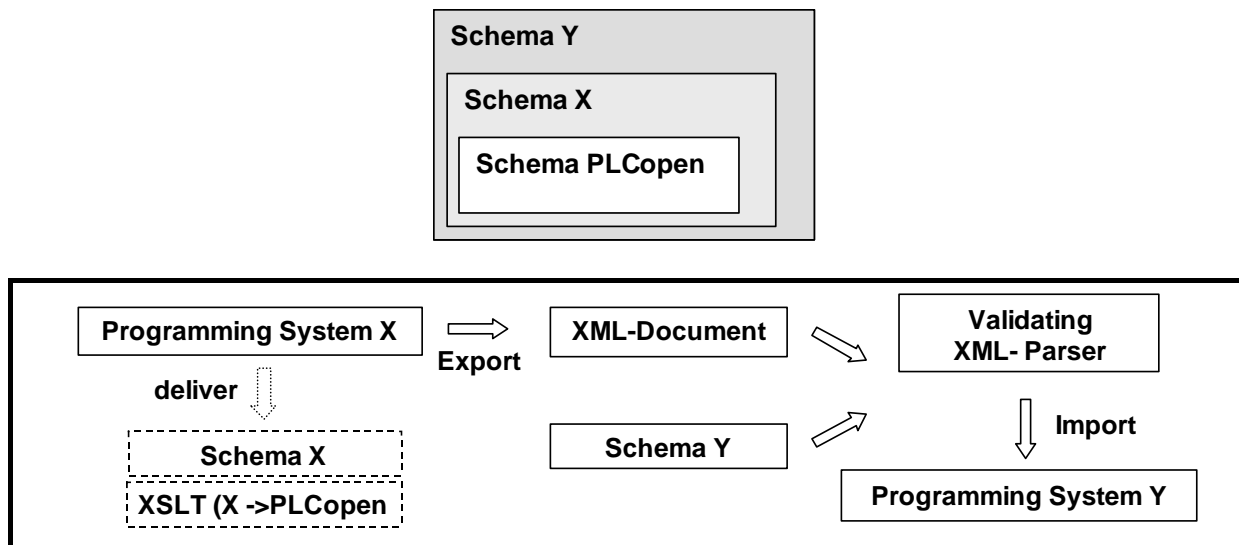 Schema Y
Schema X
Schema PLCopen
Programming System X
Export
XML-Document
Validating
XML- Parser
deliver
Schema X
XSLT (X ->PLCopen
Schema Y
Import
Programming System Y